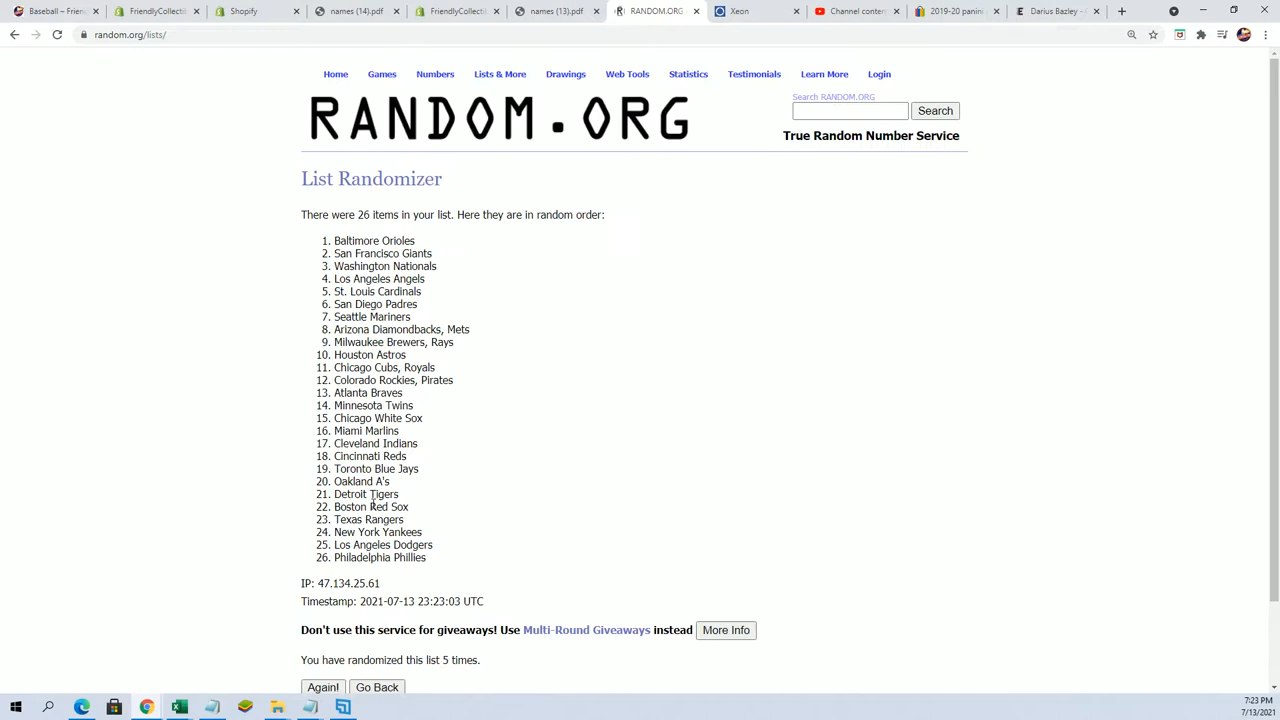 Baseball - Frien
FriendlyCollecti
Shopify
names (14).pdf
FriendlyCollecti
names (13).pdf
RANDOM.ORG
Xeon
Channel conten
2019-20 panini
Darius Bazley -
random.org/lists/
Home Games Numbers Lists & More Drawings Web Tools Statistics Testimonials Learn More Login
RANDOM.ORG
Search RANDOM.ORG
Search
True Random Number Service
List Randomizer
There were 26 items in your list. Here they are in random order:
1. Baltimore Orioles
2. San Francisco Giants
3. Washington Nationals
4. Los Angeles Angels
5. St. Louis Cardinals
6. San Diego Padres
7. Seattle Mariners
8. Arizona Diamondbacks, Mets
9. Milwaukee Brewers, Rays
10. Houston Astros
11. Chicago Cubs, Royals
12. Colorado Rockies, Pirates
13. Atlanta Braves
14. Minnesota Twins
15. Chicago White Sox
16. Miami Marlins
17. Cleveland Indians
18. Cincinnati Reds
19. Toronto Blue Jays
20. Oakland A's
21. Detroit Tigers
22. Boston Red Sox
23. Texas Rangers
24. New York Yankees
25. Los Angeles Dodgers
26. Philadelphia Phillies
IP: 47.134.25.61
Timestamp: 2021-07-13 23:23:03 UTC
Don't use this service for giveaways! Use Multi-Round Giveaways instead More Info
You have randomized this list 5 times.
Again! Go Back
7:23 PM
7/13/2021